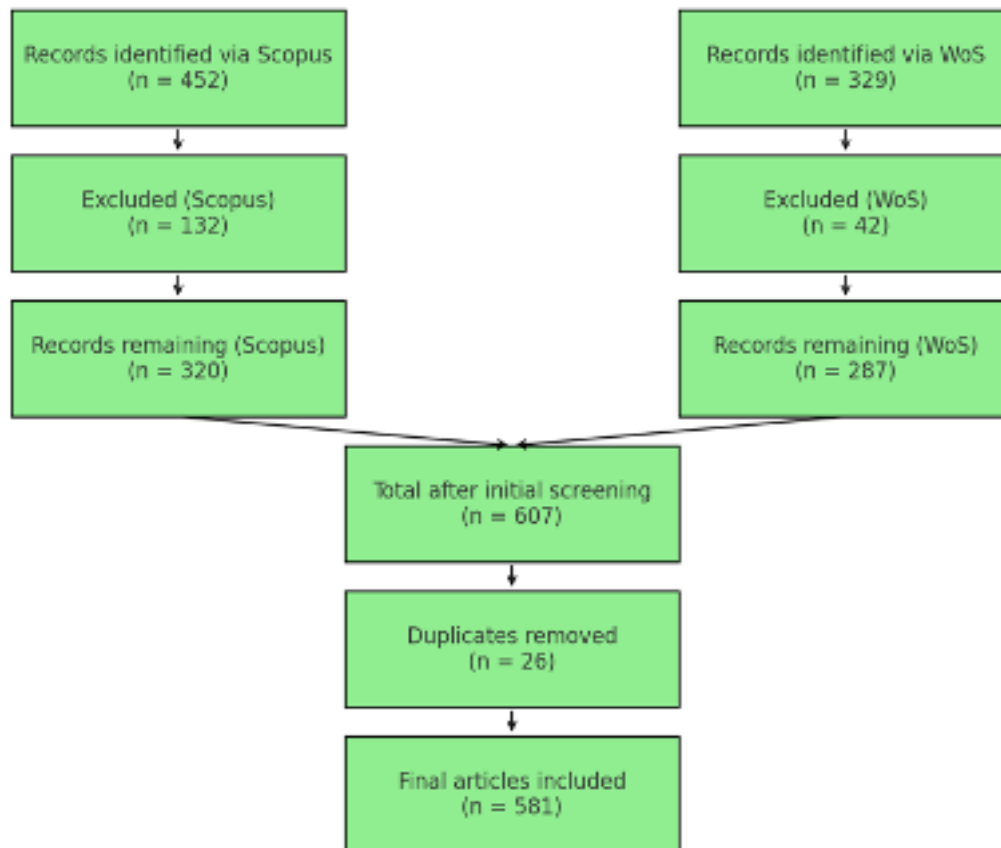 Records identified via Scopus
(n = 452)
Records identified via WoS
(n = 329)
Excluded (Scopus)
(n = 132)
Excluded (WoS)
(n = 42)
Records remaining (Scopus)
(n = 320)
Records remaining (WoS)
(n = 287)
Total after initial screening
(n = 607)
Duplicates removed
(n = 26)
Final articles included
(n = 581)